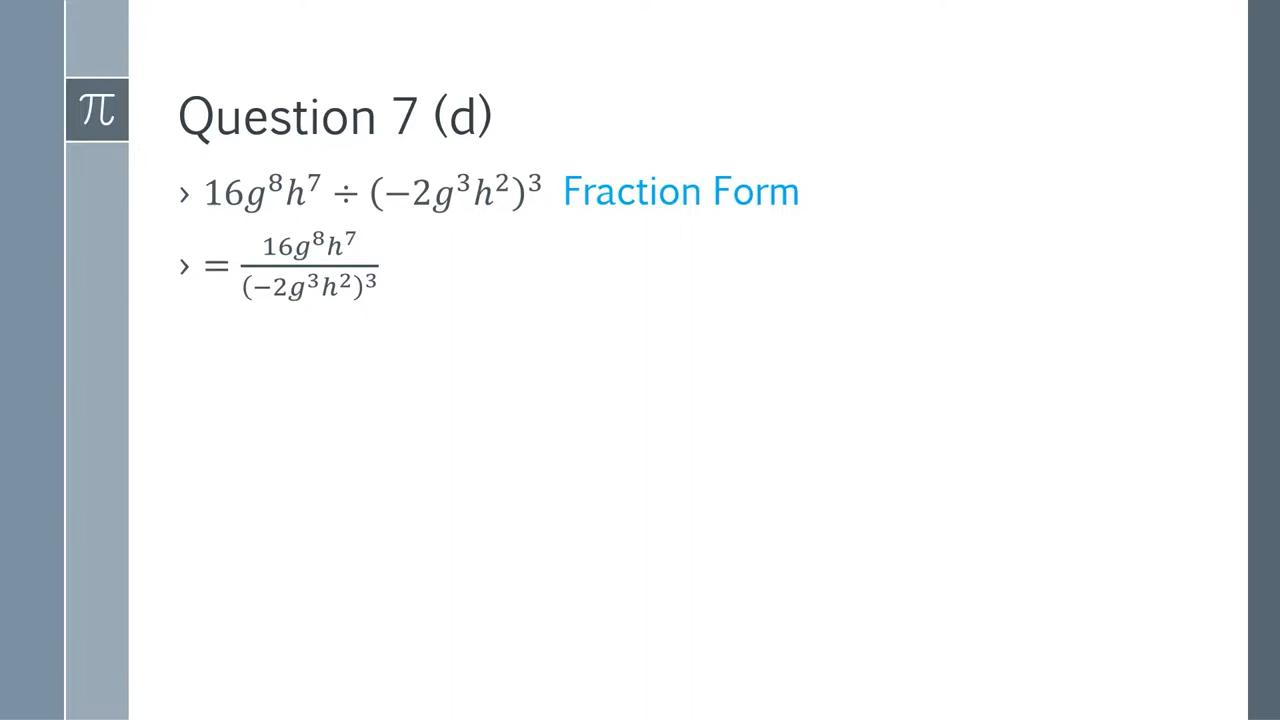 π
Question 7 (d)
› 16g⁸h⁷ ÷ (−2g³h²)³ Fraction Form
› = 16g⁸h⁷ / (−2g³h²)³